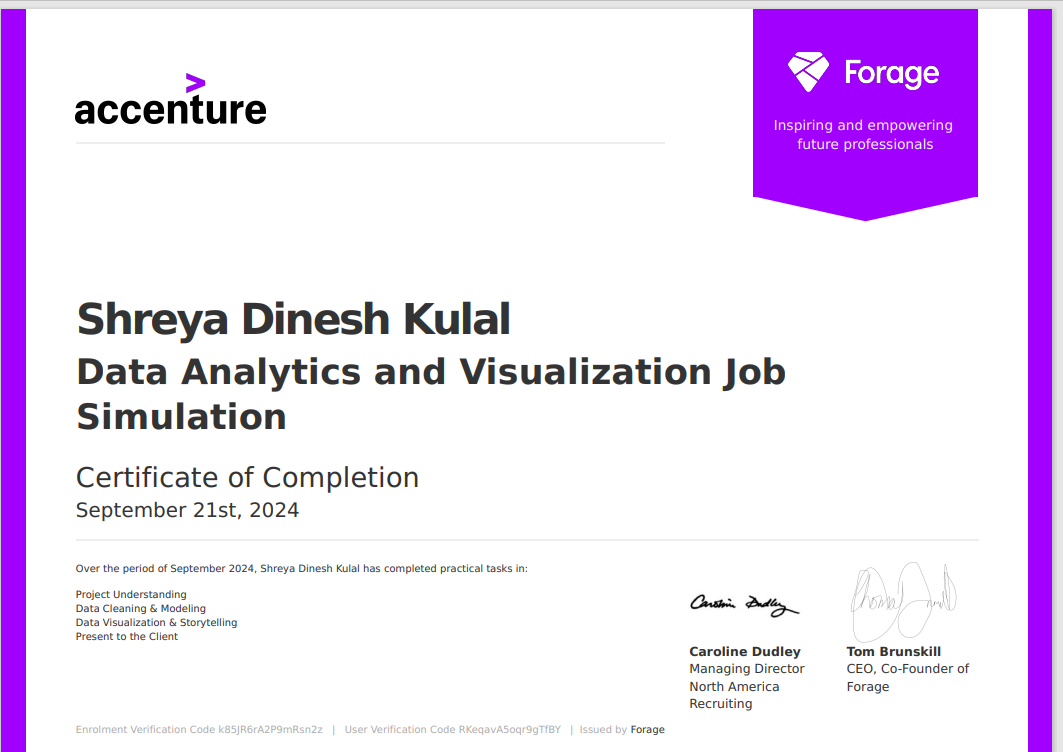 accenture
Forage
Inspiring and empowering
future professionals
Shreya Dinesh Kulal
Data Analytics and Visualization Job
Simulation
Certificate of Completion
September 21st, 2024
Over the period of September 2024, Shreya Dinesh Kulal has completed practical tasks in:
Project Understanding
Data Cleaning & Modeling
Data Visualization & Storytelling
Present to the Client
Caroline Dudley
Caroline Dudley
Managing Director
North America
Recruiting
Tom Brunskill
CEO, Co-Founder of
Forage
Enrolment Verification Code k85JR6rA2P9mRsn2z | User Verification Code RKeqavA5oqr9gTfBY | Issued by Forage